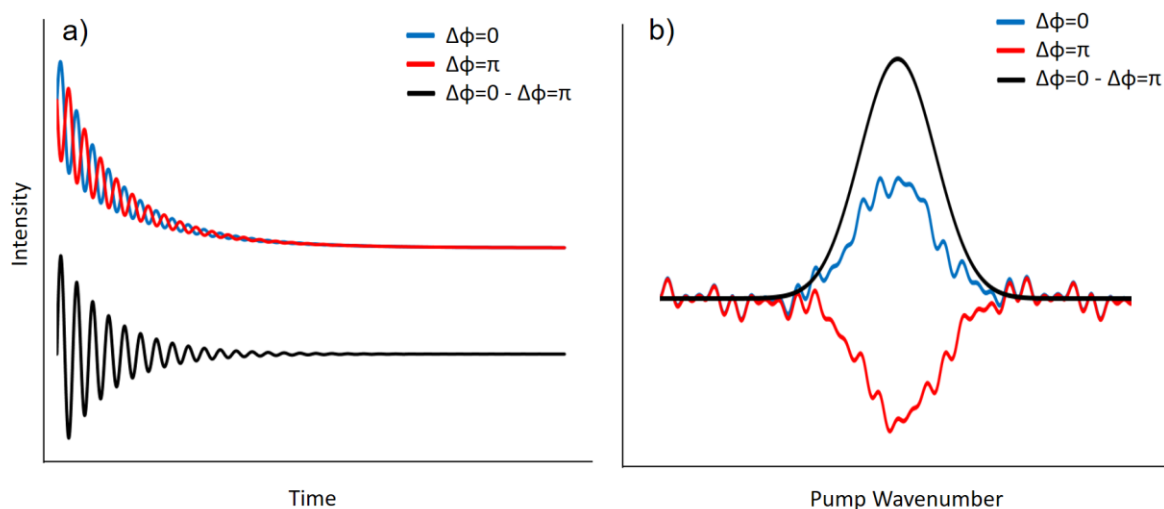 a)
Δϕ=0
Δϕ=π
Δϕ=0 - Δϕ=π
Intensity
Time
b)
Δϕ=0
Δϕ=π
Δϕ=0 - Δϕ=π
Pump Wavenumber